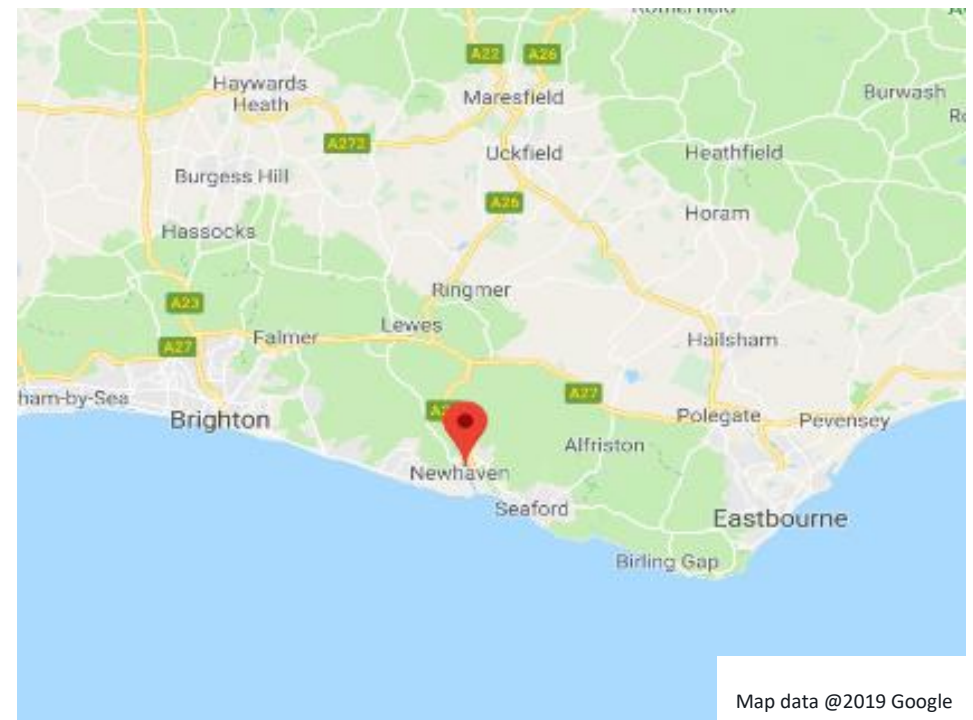 A22
A26
Haywards
Heath
Maresfield
Burwash
A272
Uckfield
Heathfield
Burgess Hill
A26
Horam
Hassocks
Ringmer
A23
Lewes
Falmer
Hailsham
A27
A27
ham-by-Sea
Brighton
Polegate
Pevensey
Alfriston
Newhaven
Seaford
Eastbourne
Birling Gap
Map data @2019 Google